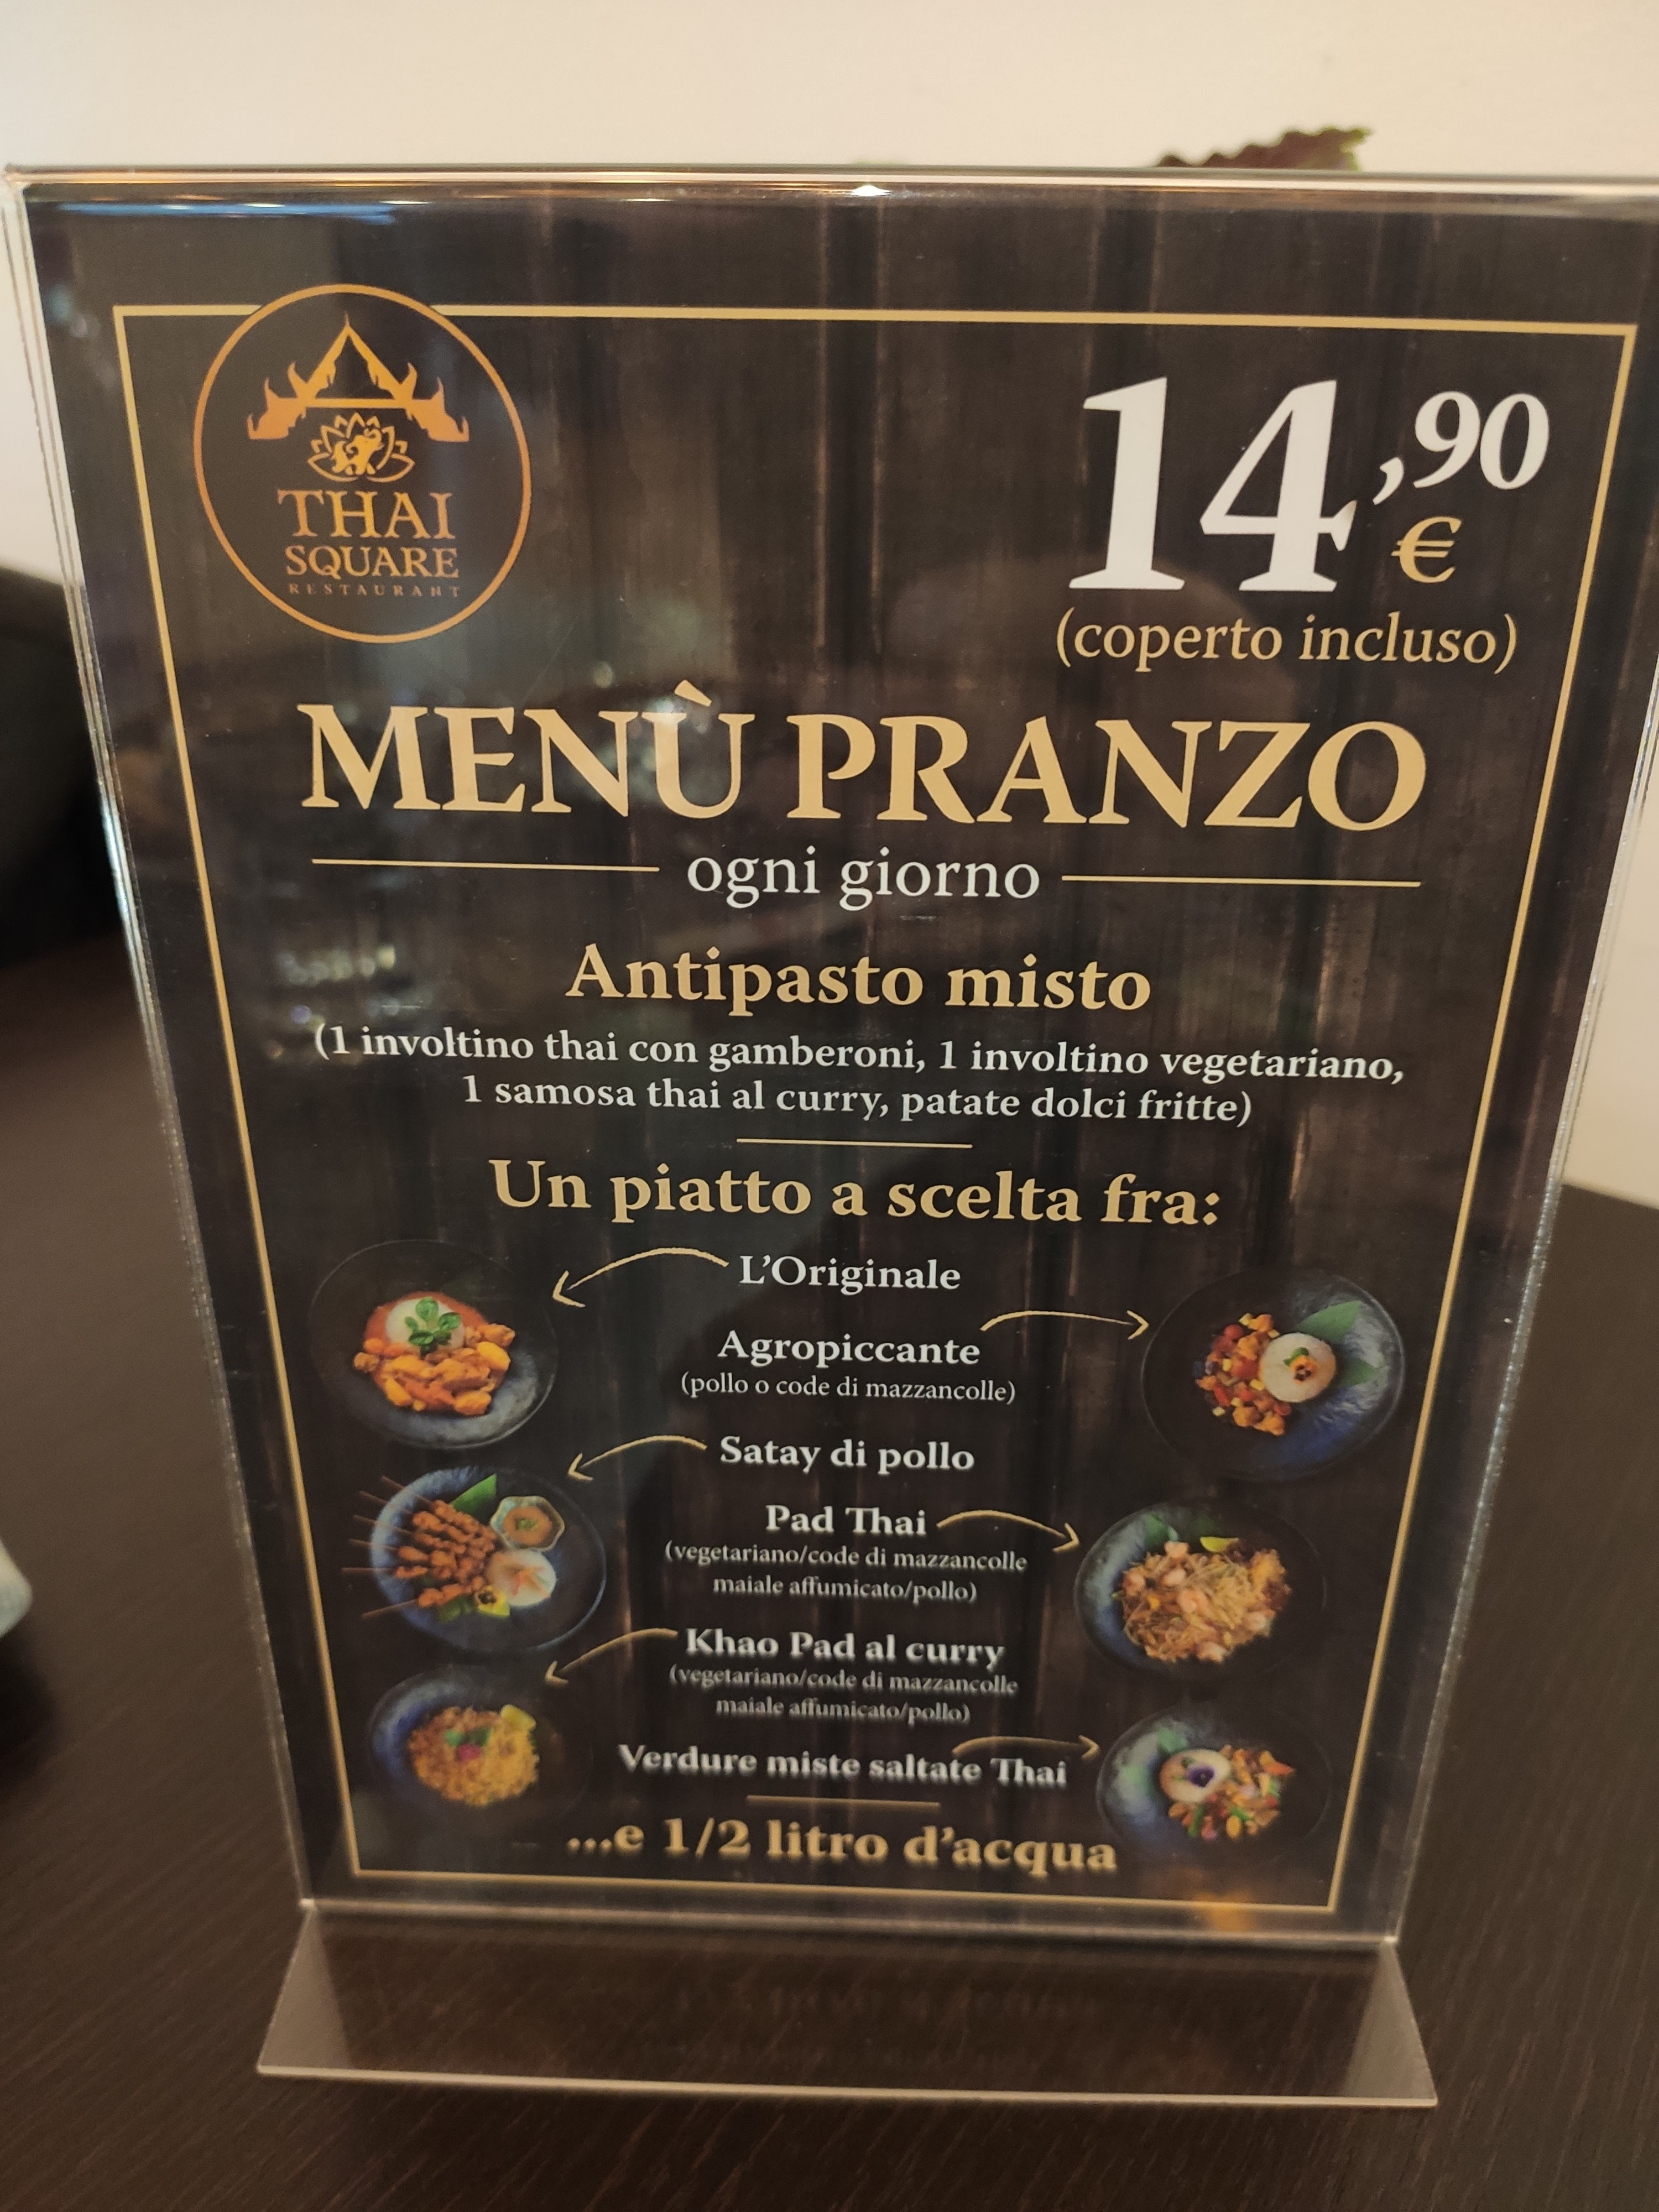 THAI
SQUARE
RESTAURANT
14,90
€
(coperto incluso)
MENÙ PRANZO
ogni giorno
Antipasto misto
(1 involtino thai con gamberoni, 1 involtino vegetariano,
1 samosa thai al curry, patate dolci fritte)
Un piatto a scelta fra:
L'Originale
Agropiccante
(pollo o code di mazzancolle)
Satay di pollo
Pad Thai
(vegetariano/code di mazzancolle
maiale affumicato/pollo)
Khao Pad al curry
(vegetariano/code di mazzancolle
maiale affumicato/pollo)
Verdure miste saltate Thai
...e 1/2 litro d'acqua